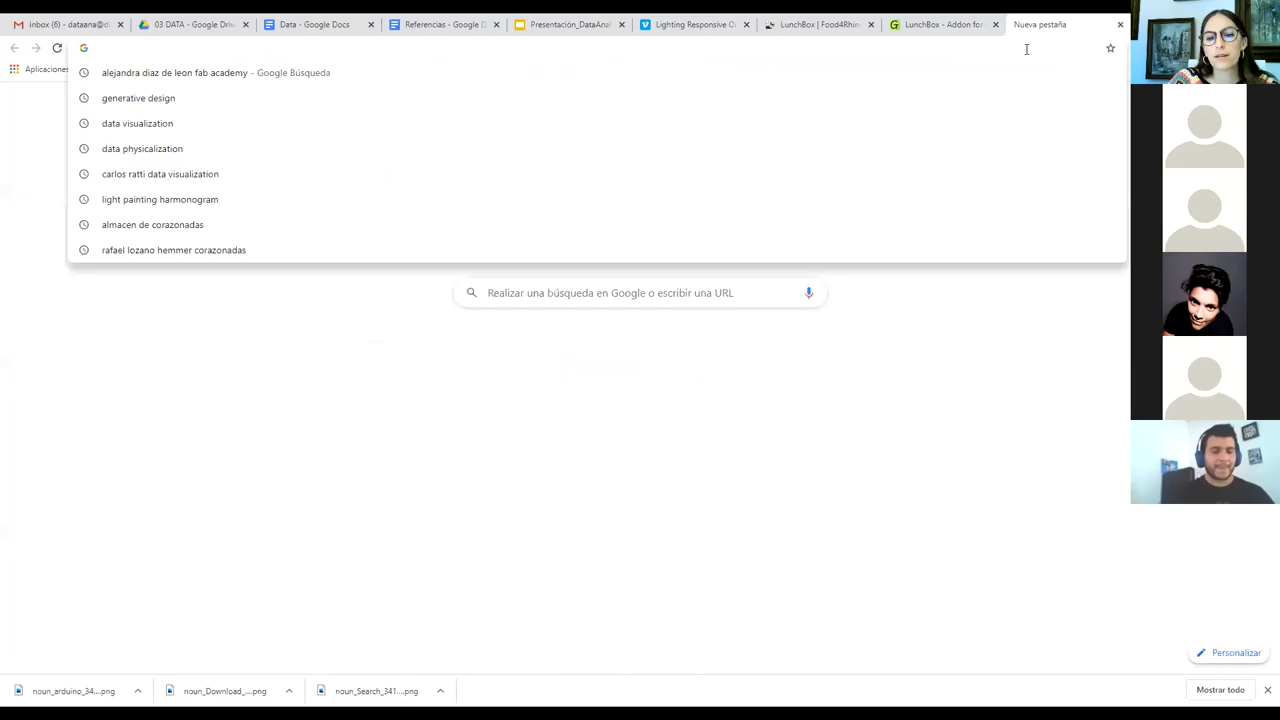 Inbox (6) - dataana@d
03 DATA - Google Driv
Data - Google Docs
Referencias - Google D
Presentación_DataAnal
Lighting Responsive O
LunchBox | Food4Rhin
LunchBox - Addon for
Nueva pestaña
Aplicaciones
alejandra diaz de leon fab academy - Google Búsqueda
generative design
data visualization
data physicalization
carlos ratti data visualization
light painting harmonogram
almacen de corazonadas
rafael lozano hemmer corazonadas
Realizar una búsqueda en Google o escribir una URL
Personalizar
noun_arduino_34....png
noun_Download_....png
noun_Search_341....png
Mostrar todo